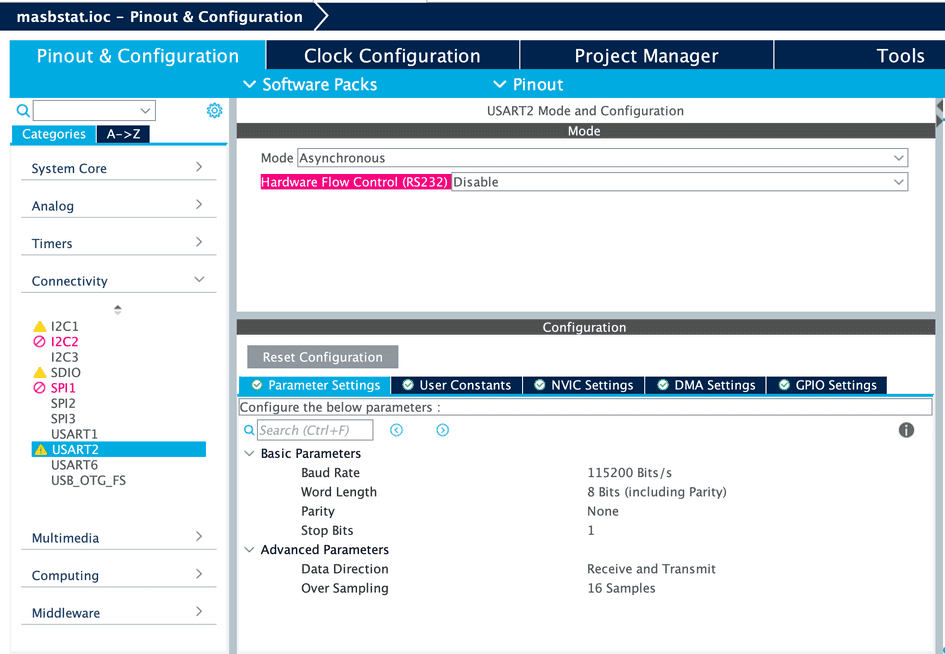 masbstat.ioc – Pinout & Configuration
Pinout & Configuration
Clock Configuration
Project Manager
Tools
Software Packs
Pinout
Categories
A->Z
System Core
Analog
Timers
Connectivity
I2C1
I2C2
I2C3
SDIO
SPI1
SPI2
SPI3
USART1
USART2
USART6
USB_OTG_FS
Multimedia
Computing
Middleware
USART2 Mode and Configuration
Mode
Mode Asynchronous
Hardware Flow Control (RS232) Disable
Configuration
Reset Configuration
Parameter Settings
User Constants
NVIC Settings
DMA Settings
GPIO Settings
Configure the below parameters :
Search (Ctrl+F)
Basic Parameters
Baud Rate 115200 Bits/s
Word Length 8 Bits (including Parity)
Parity None
Stop Bits 1
Advanced Parameters
Data Direction Receive and Transmit
Over Sampling 16 Samples